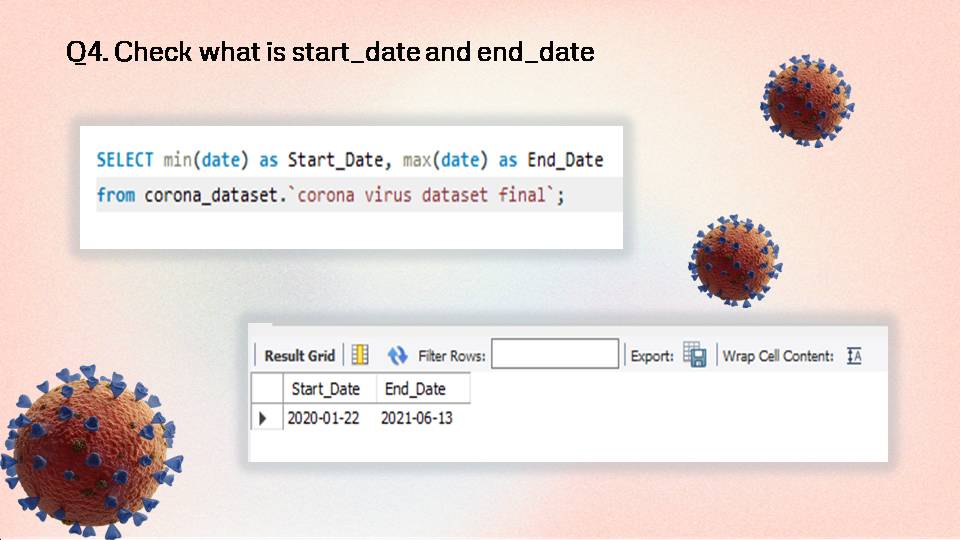 Q4. Check what is start_date and end_date
SELECT min(date) as Start_Date, max(date) as End_Date
from corona_dataset.`corona virus dataset final`;
Result Grid Filter Rows: Export: Wrap Cell Content: A
Start_Date End_Date
2020-01-22 2021-06-13